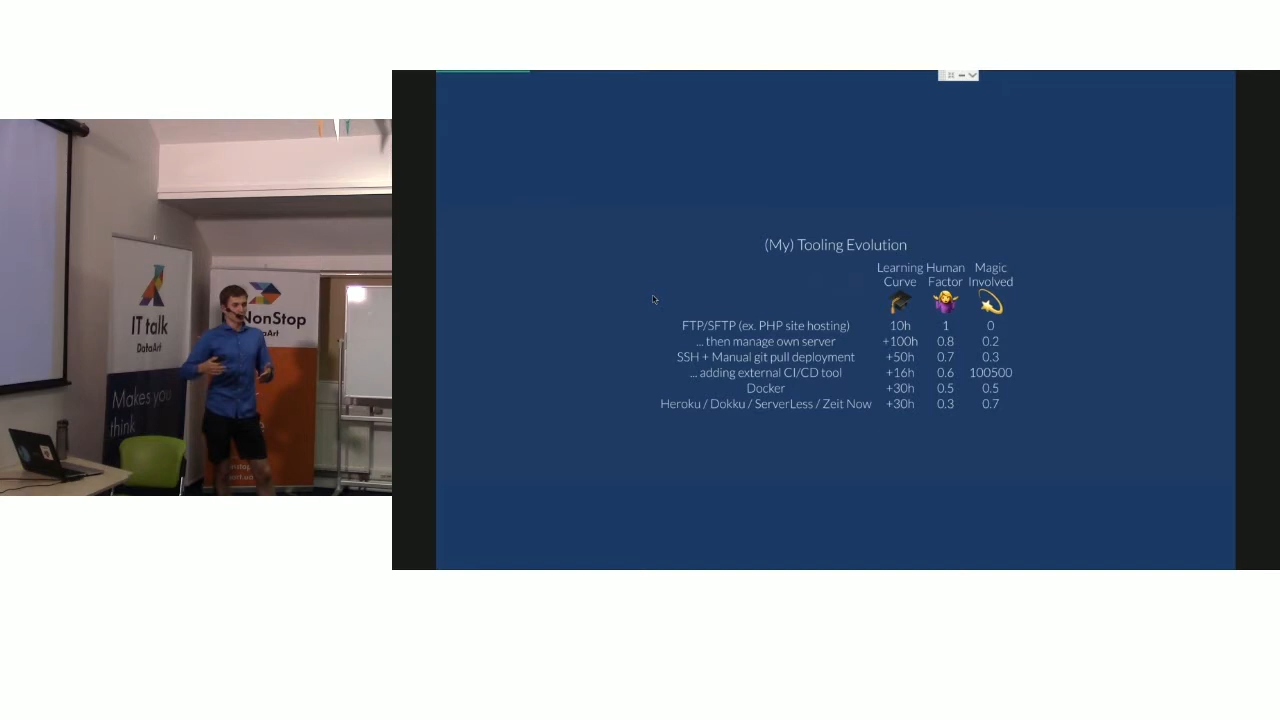 IT talk
DataArt
Makes you
think
NonStop
(My) Tooling Evolution
Learning Curve Human Factor Magic Involved
FTP/SFTP (ex. PHP site hosting) 10h 1 0
... then manage own server +100h 0.8 0.2
SSH + Manual git pull deployment +50h 0.7 0.3
... adding external CI/CD tool +16h 0.6 100500
Docker +30h 0.5 0.5
Heroku / Dokku / ServerLess / Zeit Now +30h 0.3 0.7